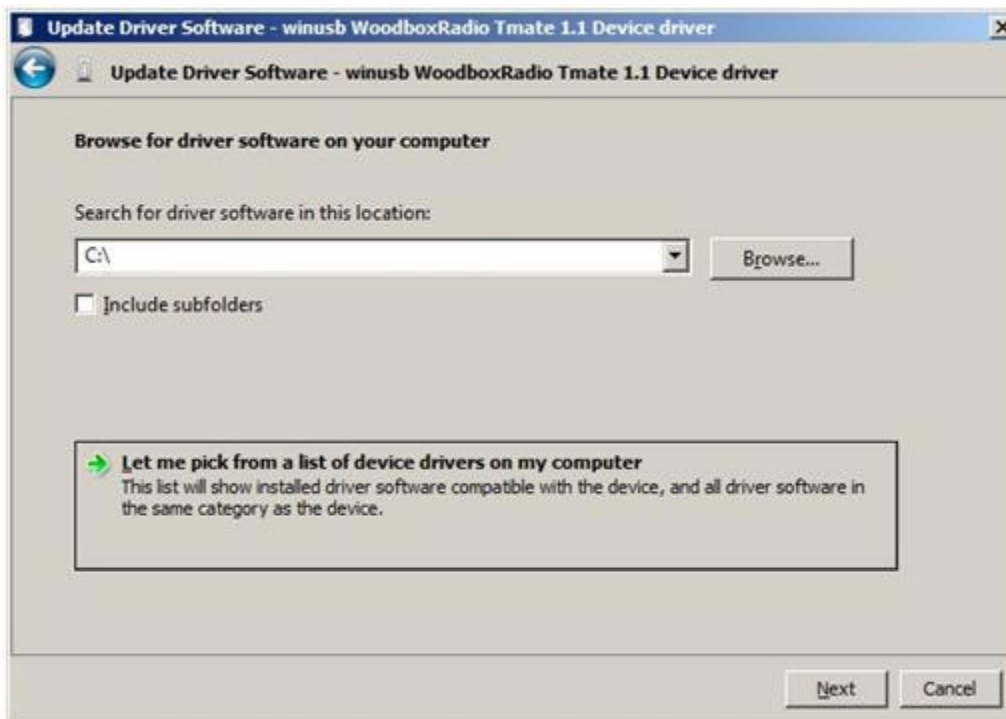 Update Driver Software - winusb WoodboxRadio Tmate 1.1 Device driver
Update Driver Software - winusb WoodboxRadio Tmate 1.1 Device driver
Browse for driver software on your computer
Search for driver software in this location:
C:\
Browse...
Include subfolders
Let me pick from a list of device drivers on my computer
This list will show installed driver software compatible with the device, and all driver software in
the same category as the device.
Next
Cancel